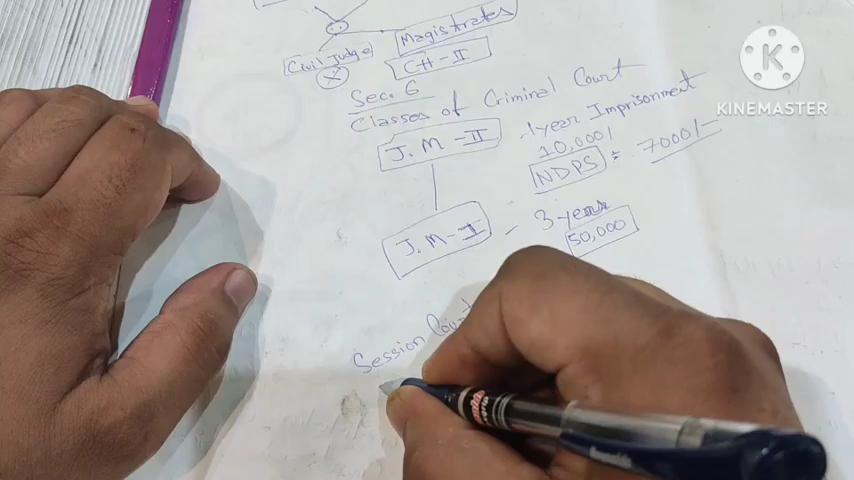 Magistrates
Civil Judge
CH-II
Sec. 6
Classes of Criminal Court
J.M-II - 1 year Imprisonment
10,000/
NDPS = 7000/-
J.M-I - 3 years
50,000
Session Court
K
KINEMASTER